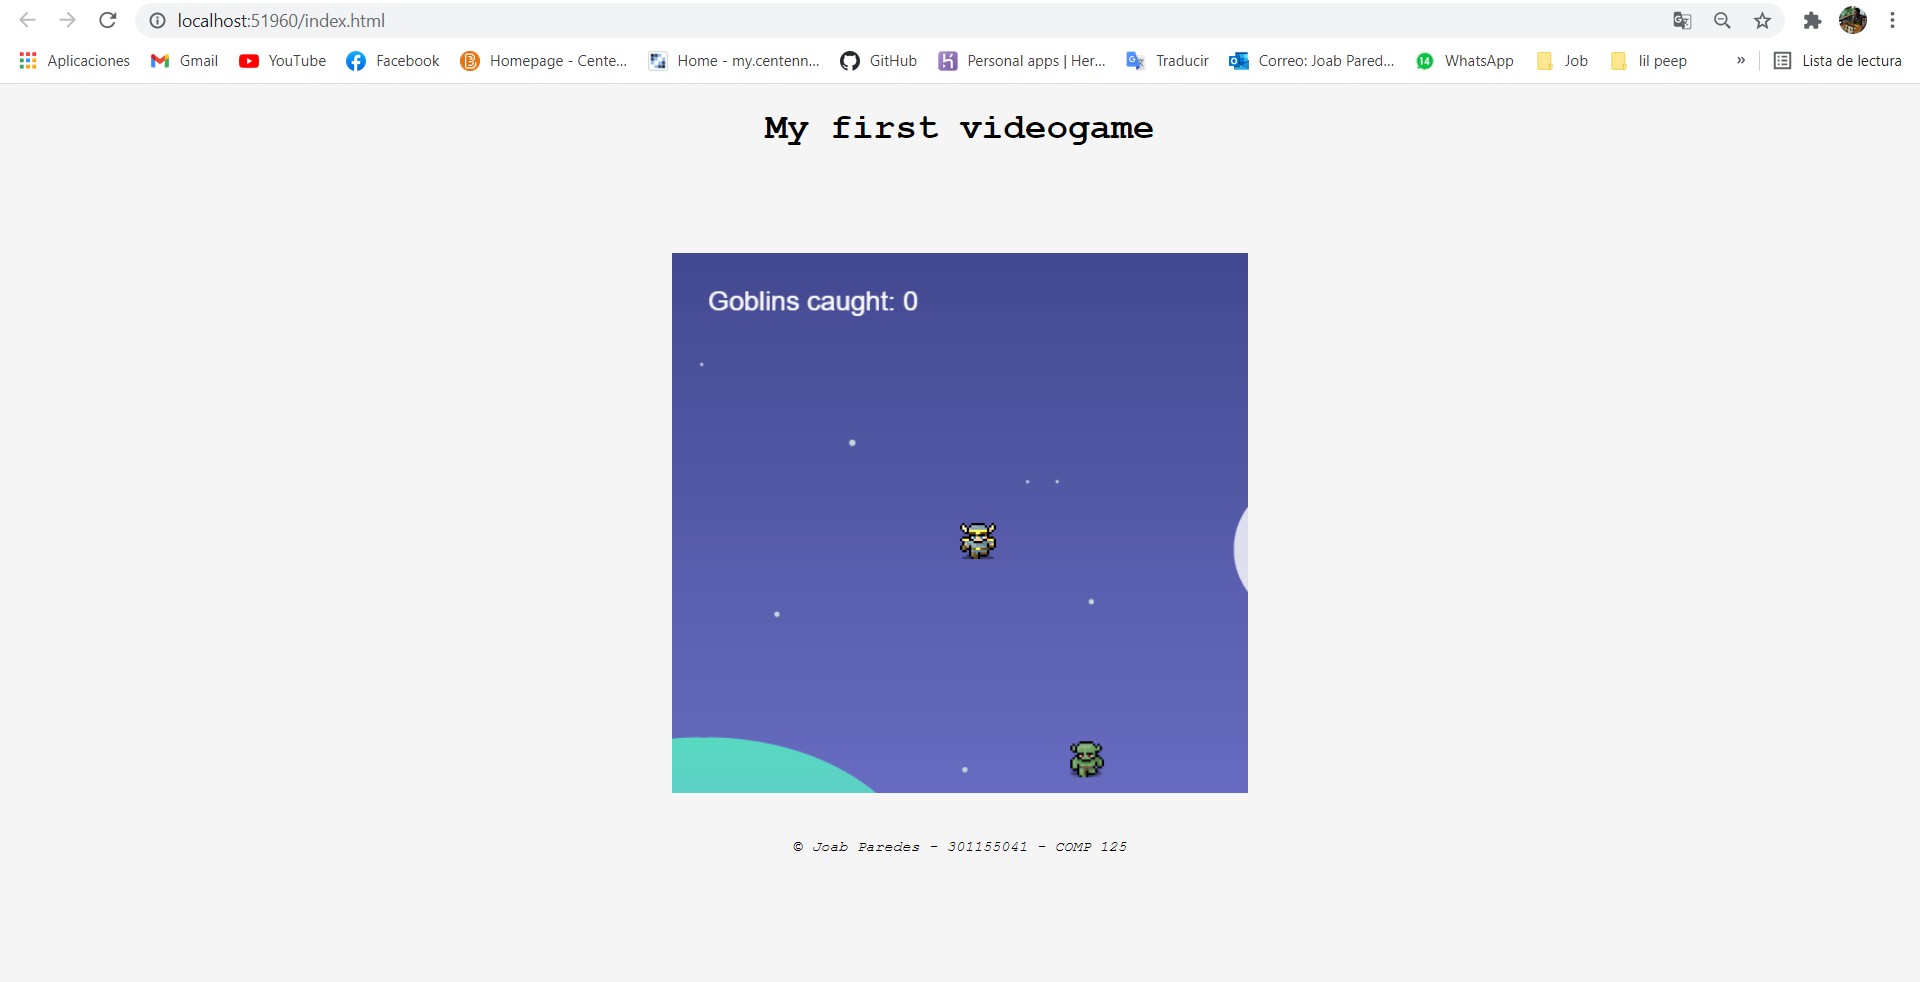 localhost:51960/index.html
Aplicaciones Gmail YouTube Facebook Homepage - Cente... Home - my.centenn... GitHub Personal apps | Her... Traducir Correo: Joab Pared... 14 WhatsApp Job lil peep » Lista de lectura
My first videogame
Goblins caught: 0
© Joab Paredes - 301155041 - COMP 125